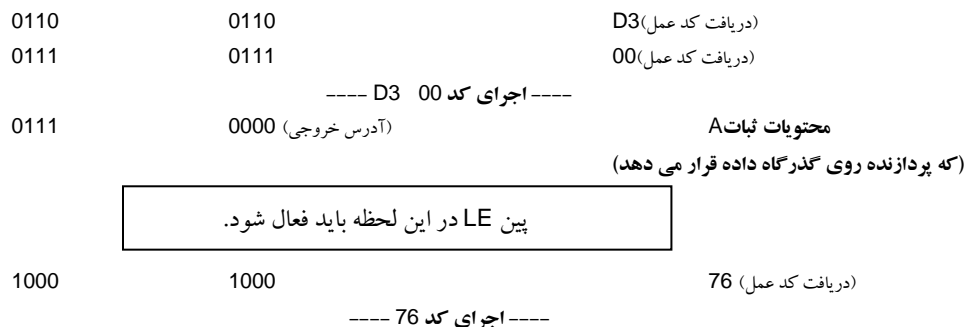 0110 0110 D3(دریافت کد عمل)
0111 0111 00(دریافت کد عمل)
---- اجرای کد 00 D3 ----
0111 0000 (آدرس خروجی) محتویات ثباتA
(که پردازنده روی گذرگاه داده قرار می دهد)
پین LE در این لحظه باید فعال شود.
1000 1000 76 (دریافت کد عمل)
---- اجرای کد 76 ----